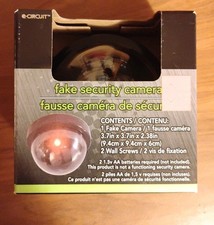 e-CIRCUIT™
fake security camera
fausse caméra de sécur
CONTENTS / CONTENU:
1 Fake Camera / 1 fausse caméra
3.7in x 3.7in x 2.38in
(9.4cm x 9.4cm x 6cm)
2 Wall Screws / 2 vis de fixation
2 1.5v AA batteries required (not included).
This product is not a functional security camera.
2 piles AA de 1,5 v requises (non incluses).
Ce produit n'est pas une caméra de sécurité fonctionnelle.